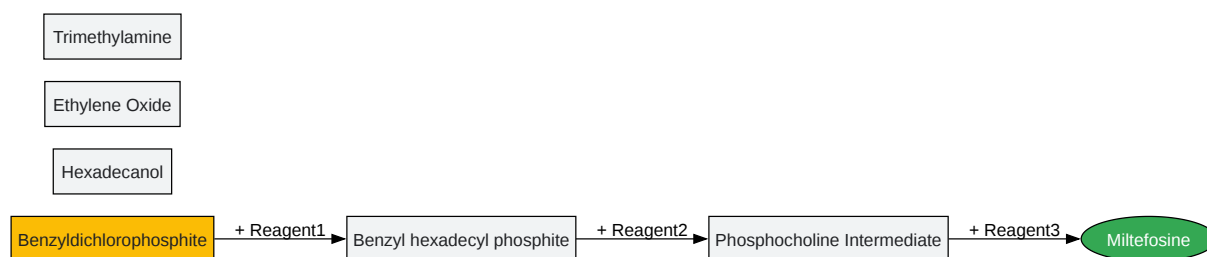 Trimethylamine
Ethylene Oxide
Hexadecanol
Benzyldichlorophosphite
+ Reagent1
Benzyl hexadecyl phosphite
+ Reagent2
Phosphocholine Intermediate
+ Reagent3
Miltefosine